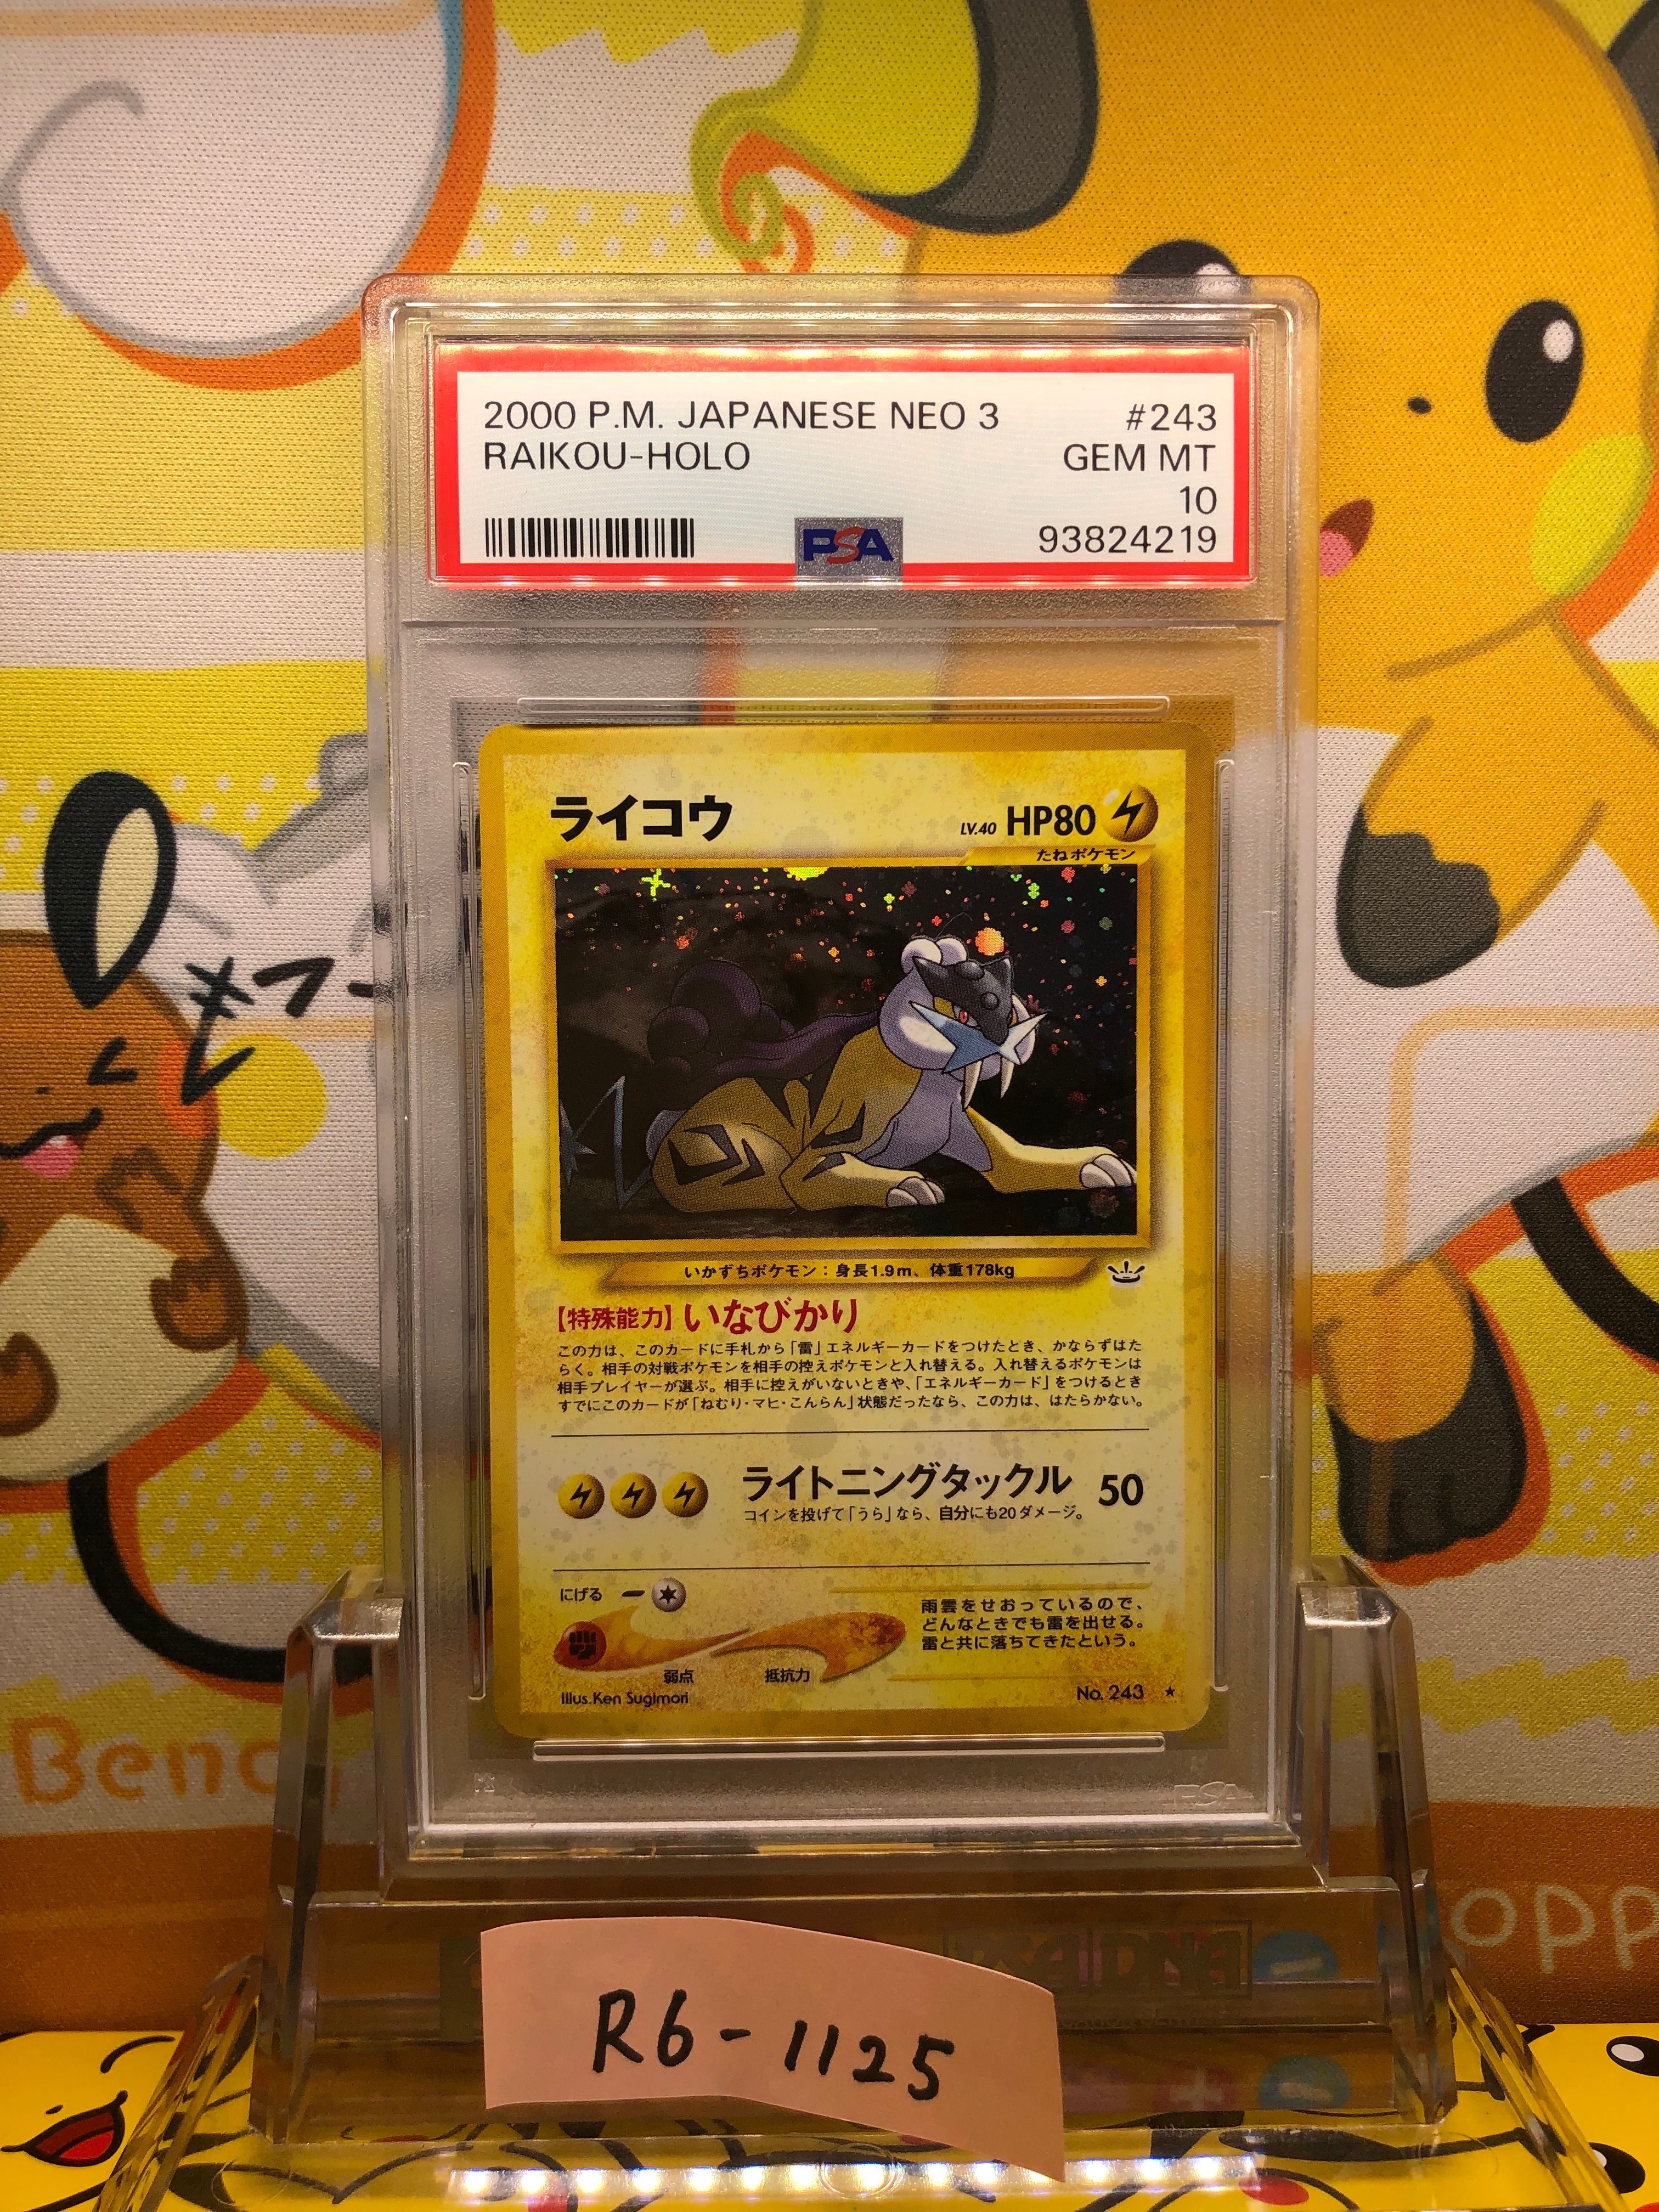 2000 P.M. JAPANESE NEO 3 #243
RAIKOU-HOLO GEM MT
10
PSA 93824219
ライコウ LV.40 HP80
たねポケモン
いかずちポケモン：身長1.9m、体重178kg
【特殊能力】いなびかり
この力は、このカードに手札から「雷」エネルギーカードをつけたとき、かならずはた
らく。相手の対戦ポケモンを相手の控えポケモンと入れ替える。入れ替えるポケモンは
相手プレイヤーが選ぶ。相手に控えがいないときや、「エネルギーカード」をつけるとき
すでにこのカードが「ねむり・マヒ・こんらん」状態だったなら、この力は、はたらかない。
ライトニングタックル 50
コインを投げて「うら」なら、自分にも20ダメージ。
にげる
雨雲をせおっているので、
どんなときでも雷を出せる。
雷と共に落ちてきたという。
弱点 抵抗力
Illus.Ken Sugimori No. 243 ★
PSA
R6-1125